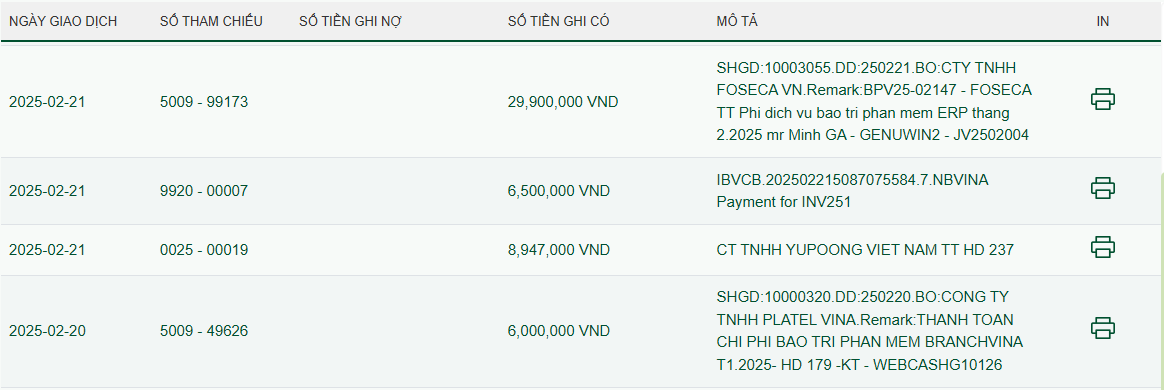 NGÀY GIAO DỊCH SỐ THAM CHIẾU SỐ TIỀN GHI NỢ SỐ TIỀN GHI CÓ MÔ TẢ IN
SHGD:10003055.DD:250221.BO:CTY TNHH
FOSECA VN.Remark:BPV25-02147 - FOSECA
2025-02-21 5009 - 99173 29,900,000 VND
TT Phi dich vu bao tri phan mem ERP thang
2.2025 mr Minh GA - GENUWIN2 - JV2502004
2025-02-21 9920 - 00007 6,500,000 VND
IBVCB.202502215087075584.7.NBVINA
Payment for INV251
2025-02-21 0025 - 00019 8,947,000 VND CT TNHH YUPOONG VIET NAM TT HD 237
SHGD:10000320.DD:250220.BO:CONG TY
TNHH PLATEL VINA.Remark:THANH TOAN
2025-02-20 5009 - 49626 6,000,000 VND
CHI PHI BAO TRI PHAN MEM BRANCHVINA
T1.2025- HD 179 -KT - WEBCASHG10126